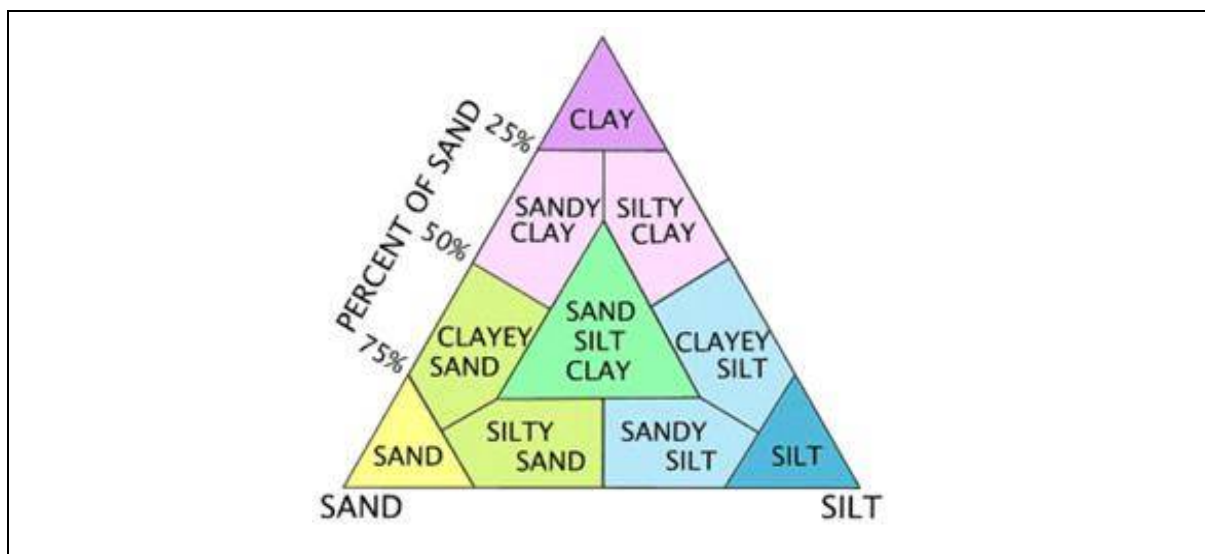 CLAY
25%
PERCENT OF SAND
SANDY
CLAY
SILTY
CLAY
50%
SAND
SILT
CLAY
CLAYEY
SAND
CLAYEY
SILT
75%
SILTY
SAND
SANDY
SILT
SAND
SILT
SAND
SILT